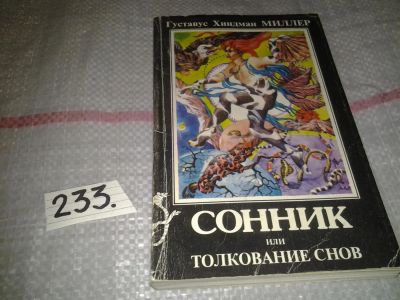 Густавус Хиндман МИЛЛЕР
233.
СОННИК
или
ТОЛКОВАНИЕ СНОВ